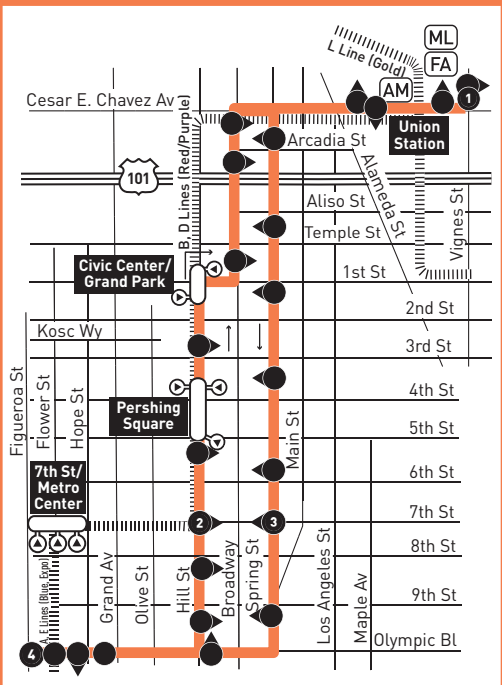 L Line (Gold)
ML
FA
AM
1
Cesar E. Chavez Av
Union
Station
B, D Lines (Red/Purple)
Arcadia St
101
Alameda St
Aliso St
Temple St
Vignes St
Civic Center/
Grand Park
1st St
2nd St
Kosc Wy
3rd St
Figueroa St
Flower St
Hope St
4th St
Pershing
Square
5th St
Main St
6th St
7th St/
Metro
Center
7th St
2
3
8th St
A, E Lines (Blue, Expo)
Grand Av
Olive St
Hill St
Broadway
Spring St
Los Angeles St
Maple Av
9th St
Olympic Bl
4